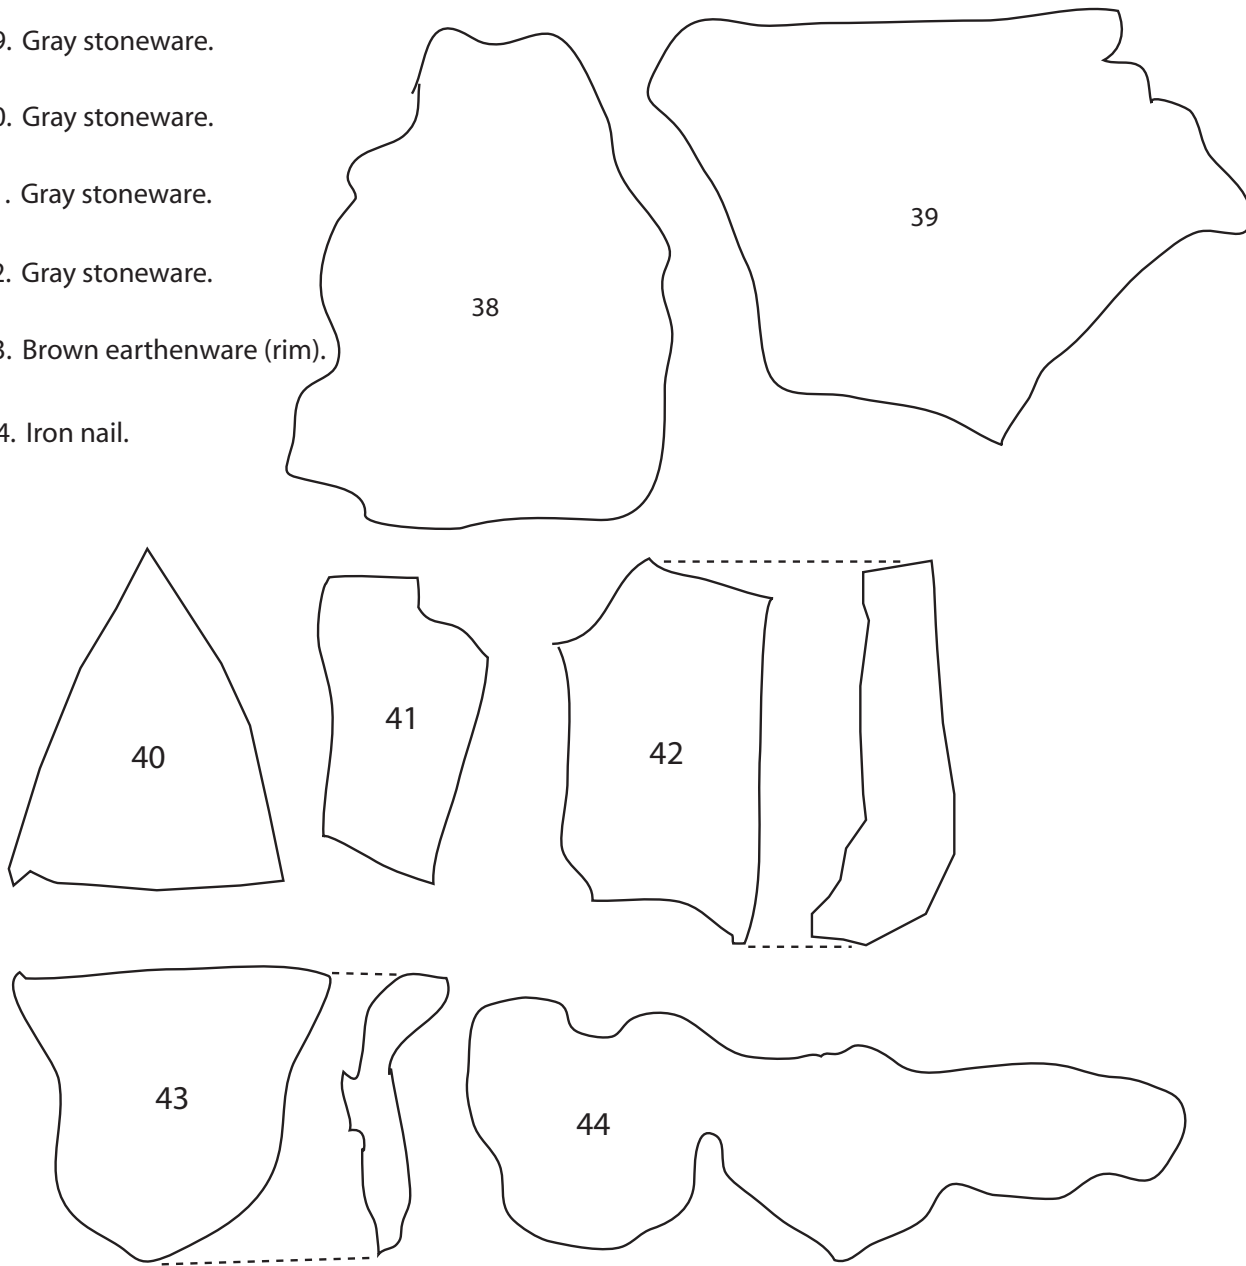 9. Gray stoneware.
0. Gray stoneware.
. Gray stoneware.
2. Gray stoneware.
3. Brown earthenware (rim).
4. Iron nail.
38
39
40
41
42
43
44